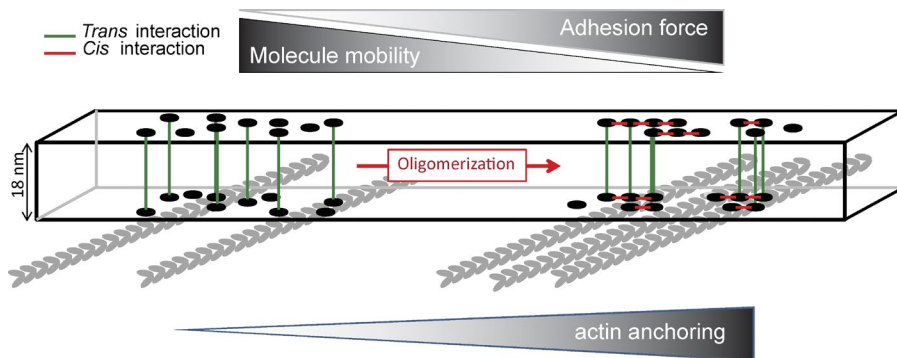 Trans interaction
Cis interaction
Adhesion force
Molecule mobility
18 nm
Oligomerization
actin anchoring